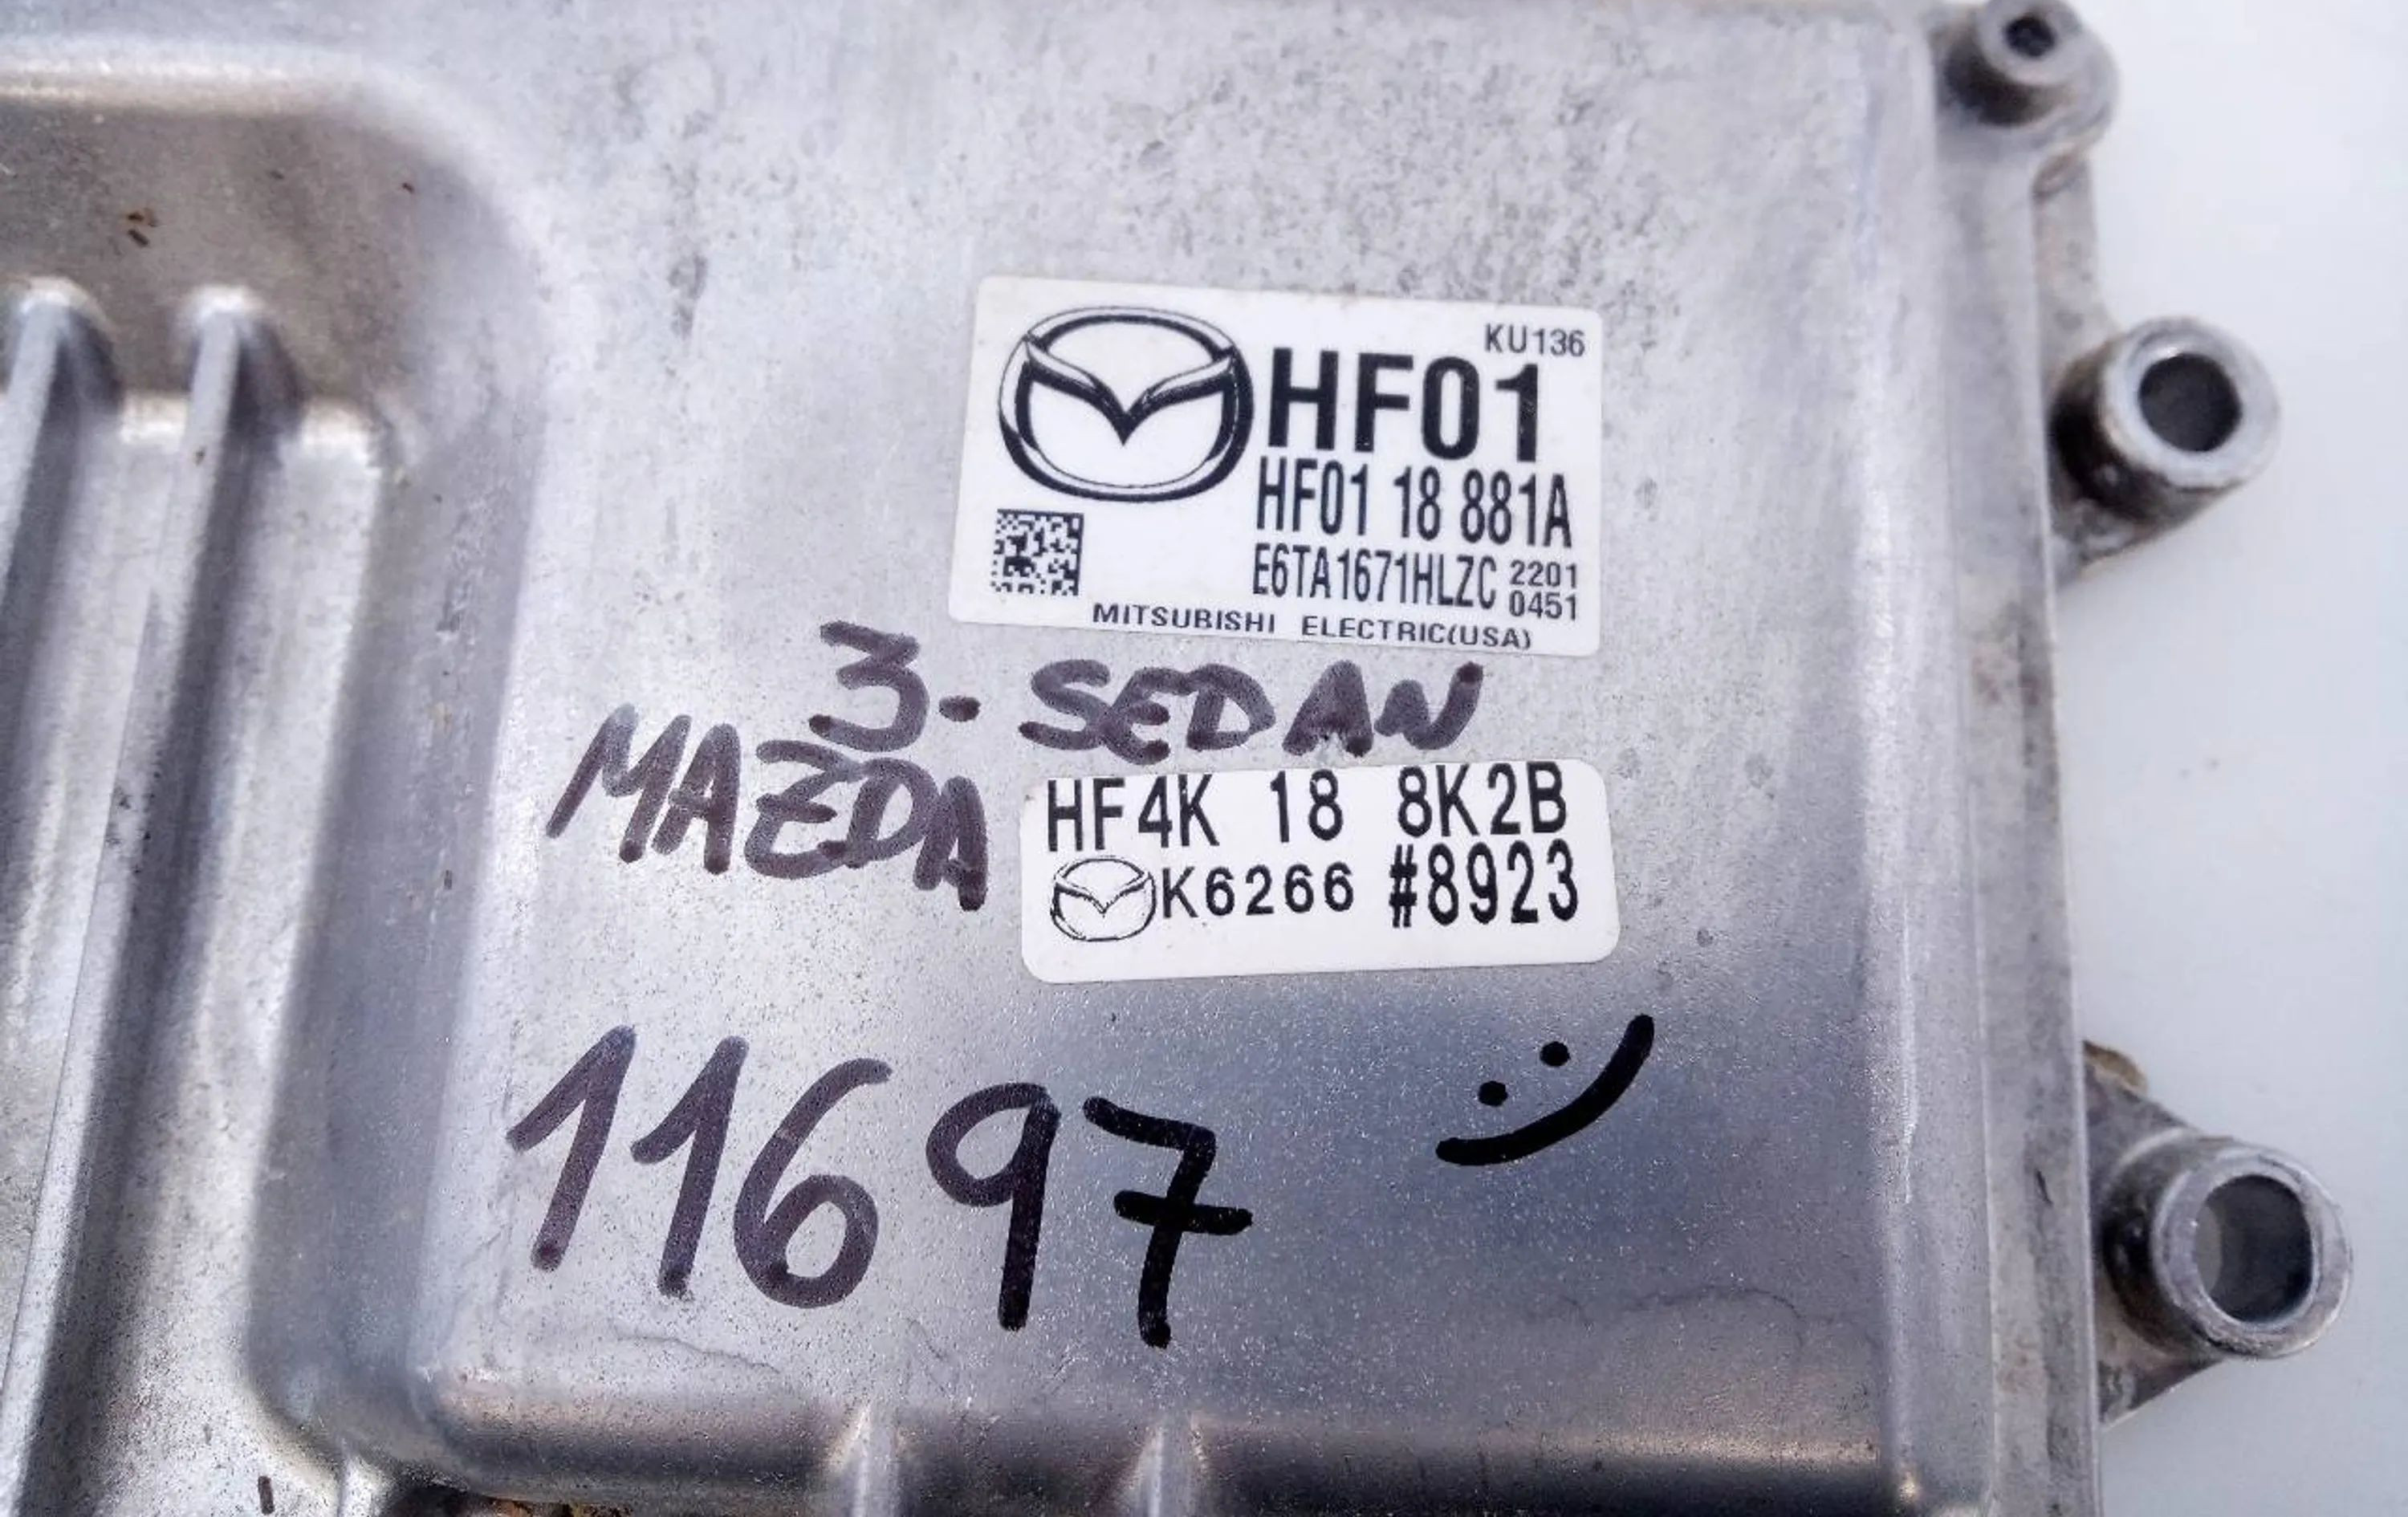 KU136
HF01
HF01 18 881A
E6TA1671HLZC 2201
0451
MITSUBISHI ELECTRIC(USA)
3-SEDAN
MAZDA
HF4K 18 8K2B
K6266 #8923
11697